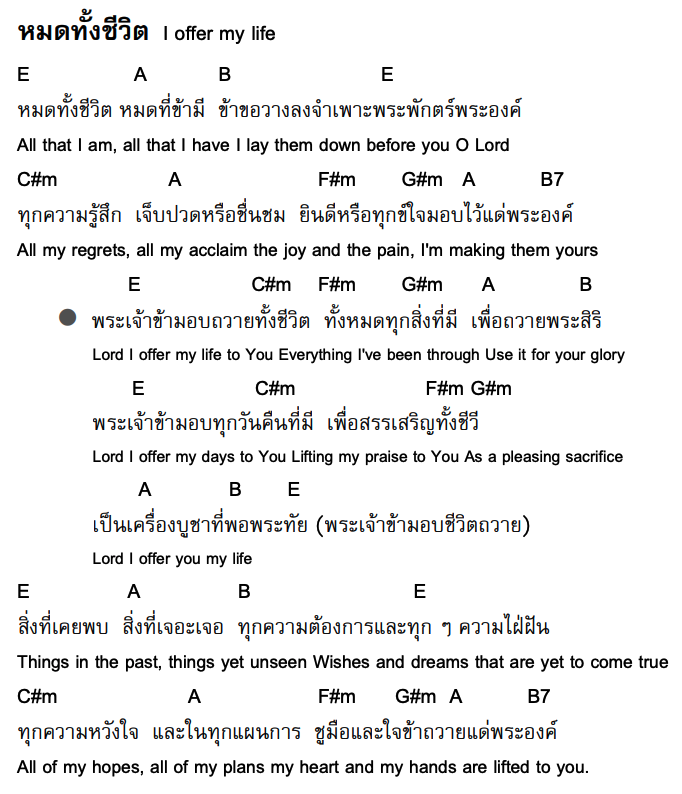 หมดทั้งชีวิต I offer my life
E A B E
หมดทั้งชีวิต หมดที่ข้ามี ข้าขอวางลงจำเพาะพระพักตร์พระองค์
All that I am, all that I have I lay them down before you O Lord
C#m A F#m G#m A B7
ทุกความรู้สึก เจ็บปวดหรือชื่นชม ยินดีหรือทุกข์ใจมอบไว้แด่พระองค์
All my regrets, all my acclaim the joy and the pain, I'm making them yours
E C#m F#m G#m A B
● พระเจ้าข้ามอบถวายทั้งชีวิต ทั้งหมดทุกสิ่งที่มี เพื่อถวายพระสิริ
Lord I offer my life to You Everything I've been through Use it for your glory
E C#m F#m G#m
พระเจ้าข้ามอบทุกวันคืนที่มี เพื่อสรรเสริญทั้งชีวี
Lord I offer my days to You Lifting my praise to You As a pleasing sacrifice
A B E
เป็นเครื่องบูชาที่พอพระทัย (พระเจ้าข้ามอบชีวิตถวาย)
Lord I offer you my life
E A B E
สิ่งที่เคยพบ สิ่งที่เจอะเจอ ทุกความต้องการและทุก ๆ ความไฝ่ฝัน
Things in the past, things yet unseen Wishes and dreams that are yet to come true
C#m A F#m G#m A B7
ทุกความหวังใจ และในทุกแผนการ ชูมือและใจข้าถวายแด่พระองค์
All of my hopes, all of my plans my heart and my hands are lifted to you.